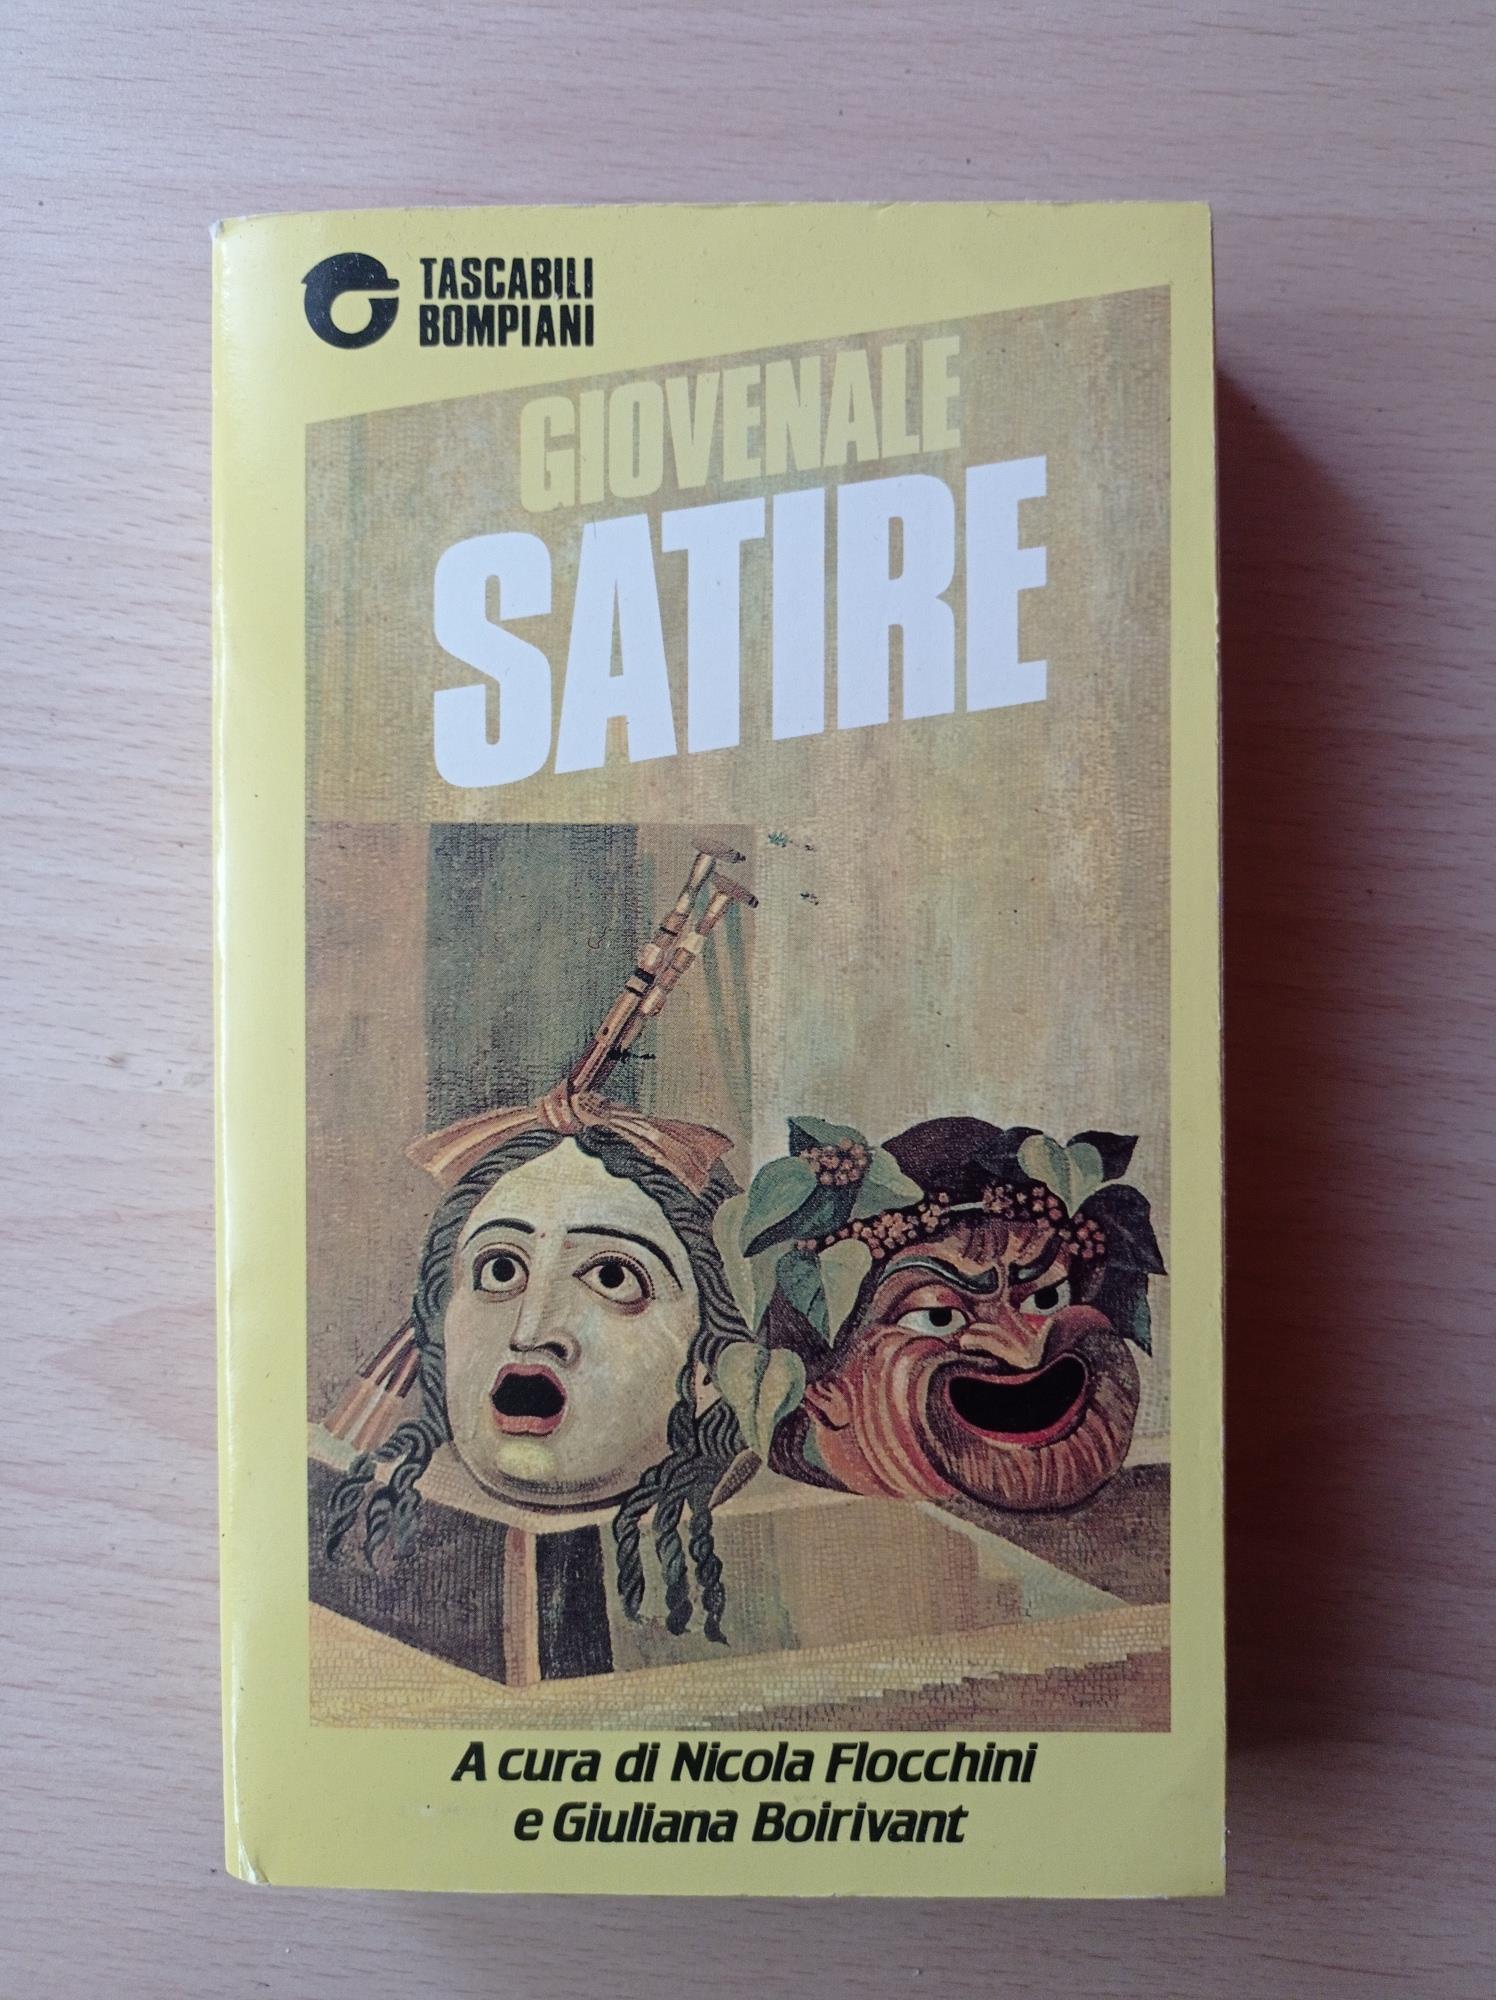 TASCABILI
BOMPIANI
GIOVENALE
SATIRE
A cura di Nicola Flocchini
e Giuliana Boirivant